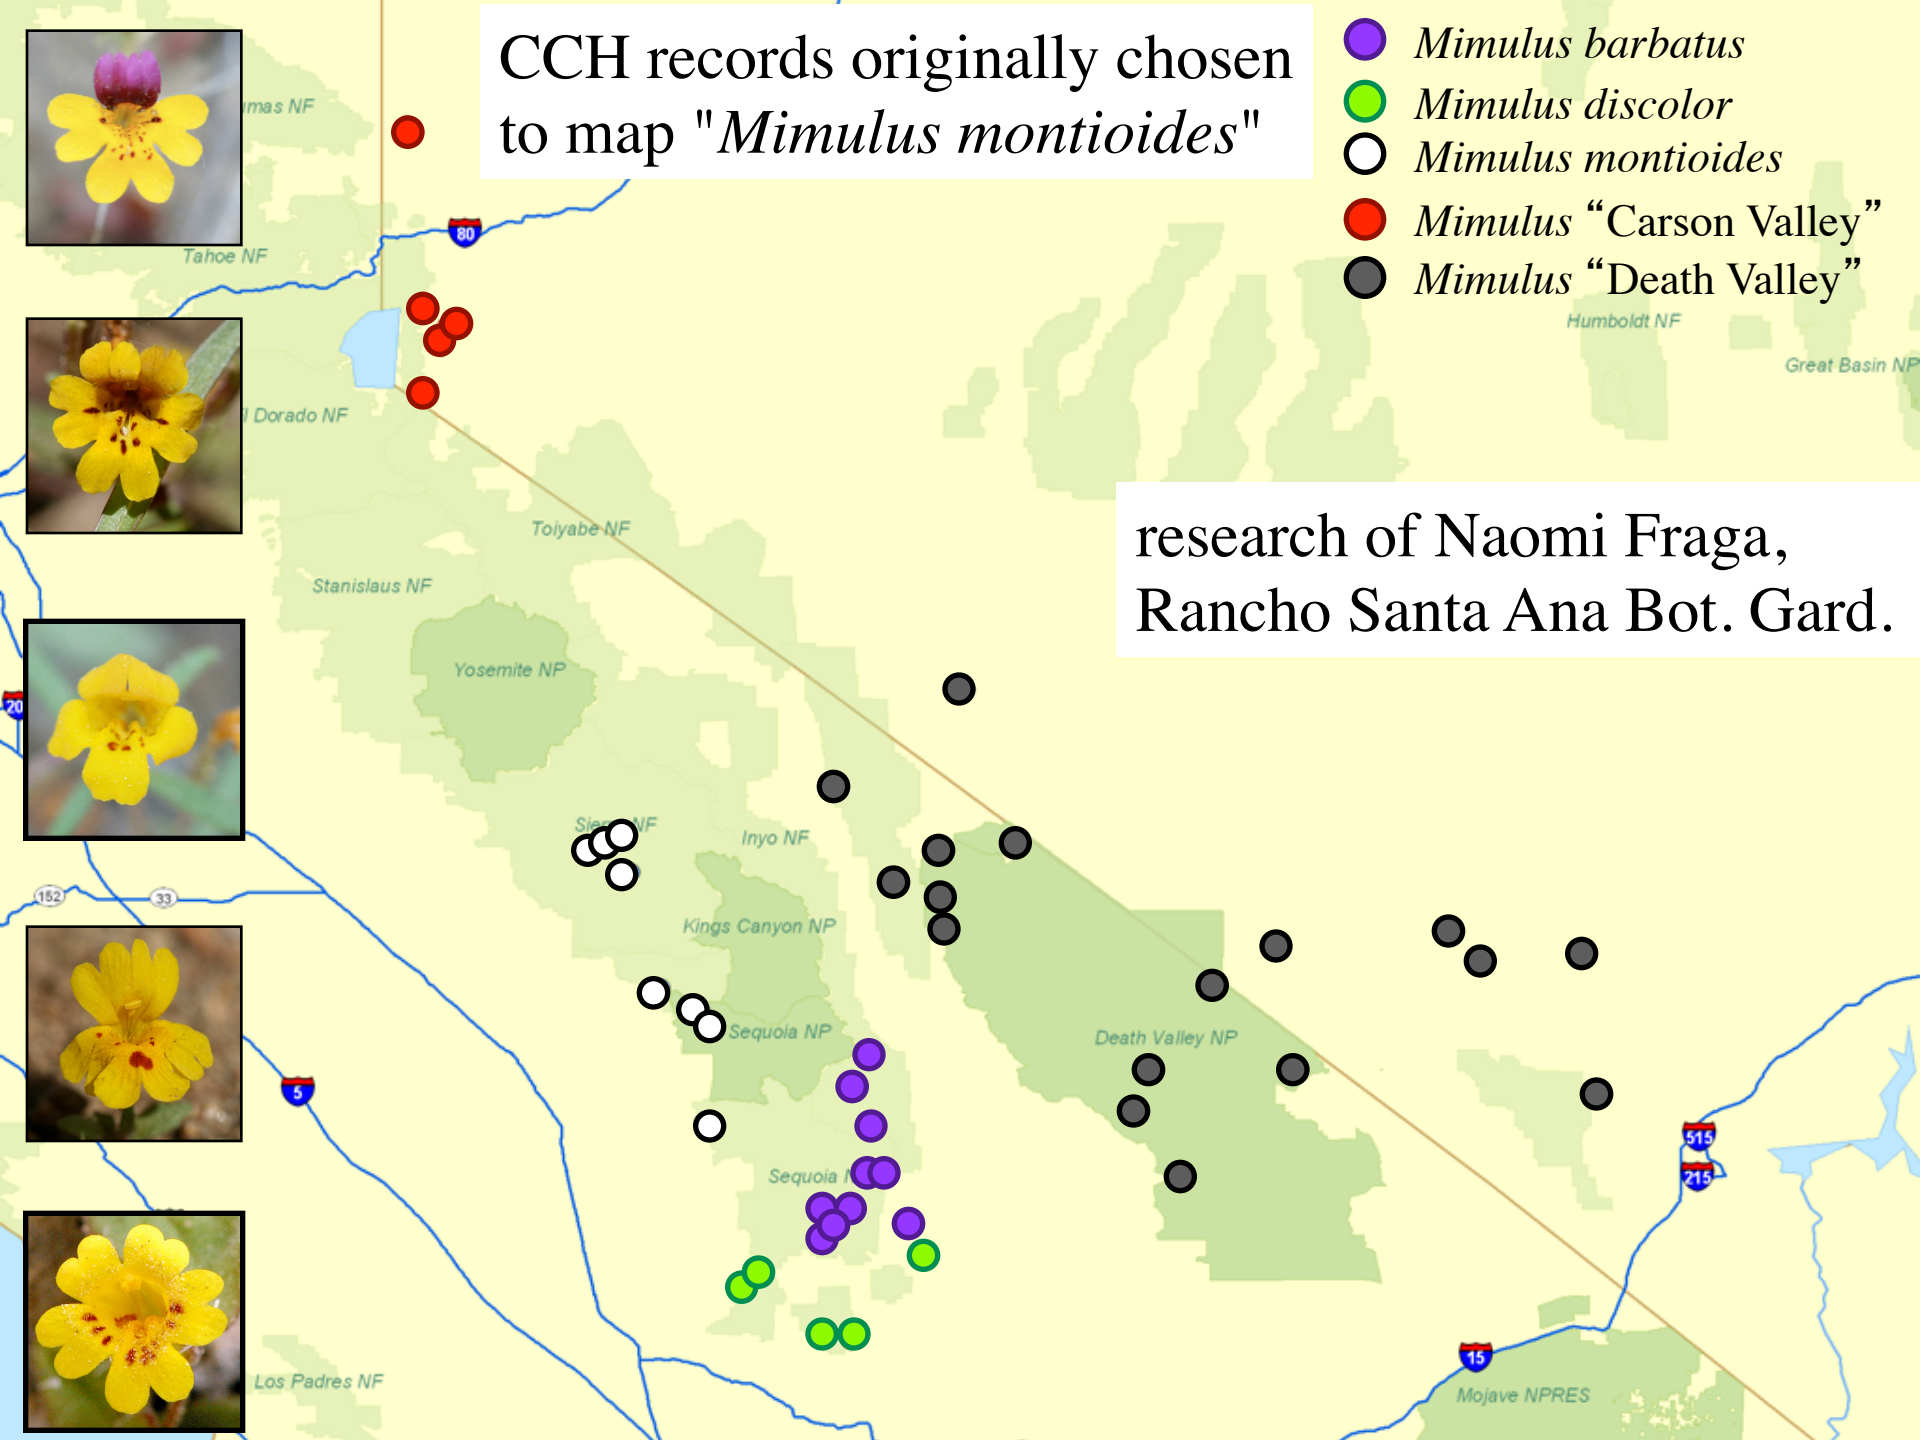 CCH records originally chosen
to map "Mimulus montioides"
Mimulus barbatus
Mimulus discolor
Mimulus montioides
Mimulus “Carson Valley”
Mimulus “Death Valley”
umas NF
80
Tahoe NF
Humboldt NF
Great Basin NP
l Dorado NF
research of Naomi Fraga,
Rancho Santa Ana Bot. Gard.
Toiyabe NF
Stanislaus NF
Yosemite NP
20
Inyo NF
152
33
Kings Canyon NP
Sequoia NP
Death Valley NP
5
515
215
Sequoia
15
Los Padres NF
Mojave NPRES